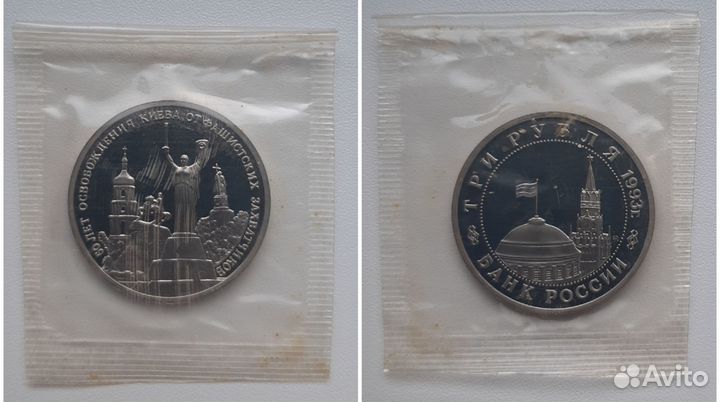 50 ЛЕТ ОСВОБОЖДЕНИЯ КИЕВА ОТ ФАШИСТСКИХ ЗАХВАТЧИКОВ
ТРИ РУБЛЯ 1993г.
БАНК РОССИИ
Avito